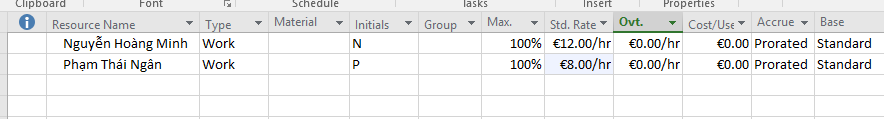 Clipboard Font Schedule Tasks Insert Properties
Resource Name Type Material Initials Group Max. Std. Rate Ovt. Cost/Use Accrue Base
Nguyễn Hoàng Minh Work N 100% €12.00/hr €0.00/hr €0.00 Prorated Standard
Phạm Thái Ngân Work P 100% €8.00/hr €0.00/hr €0.00 Prorated Standard